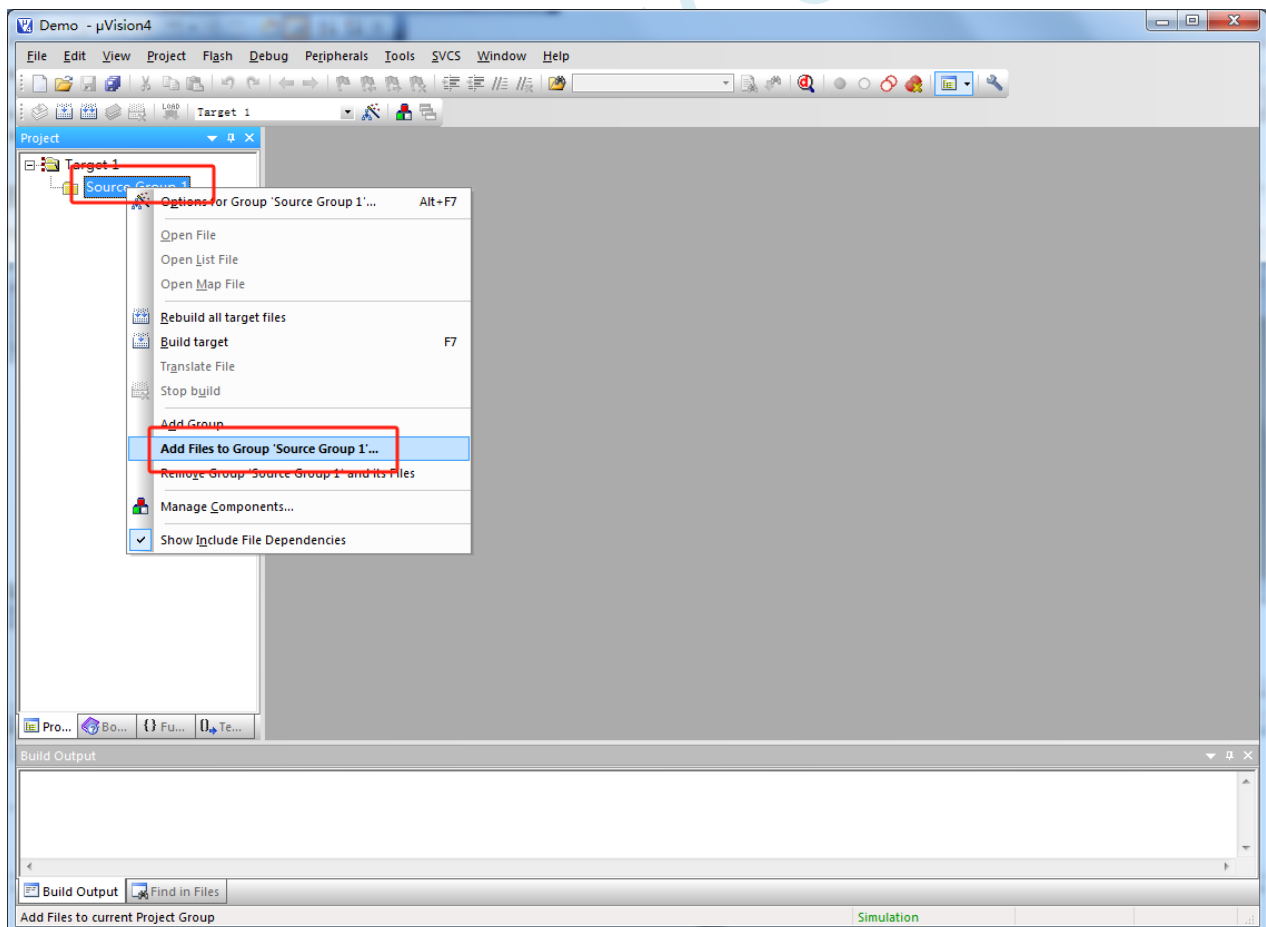 Demo - µVision4
File Edit View Project Flash Debug Peripherals Tools SVCS Window Help
LOAD Target 1
Project
Target 1
Source Group 1
Options for Group 'Source Group 1'... Alt+F7
Open File
Open List File
Open Map File
Rebuild all target files
Build target F7
Translate File
Stop build
Add Group
Add Files to Group 'Source Group 1'...
Remove Group 'Source Group 1' and its Files
Manage Components...
Show Include File Dependencies
Pro... Bo... {} Fu... 0 Te...
Build Output
Build Output Find in Files
Add Files to current Project Group Simulation